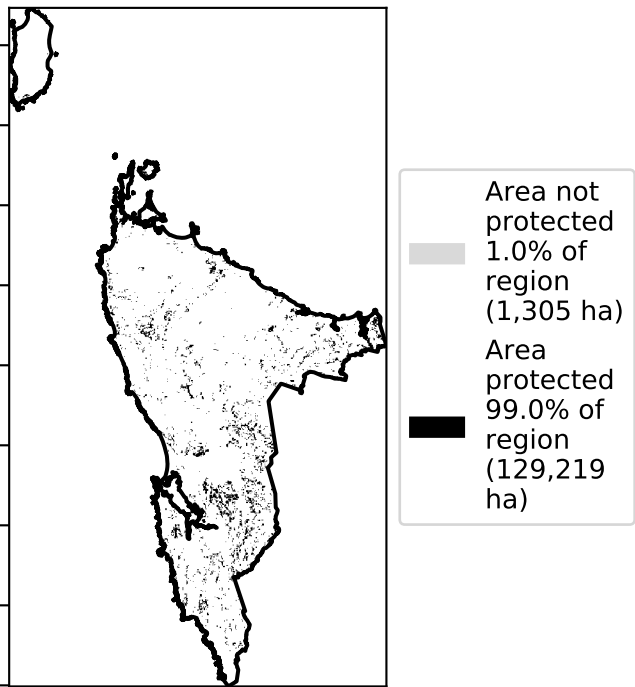 Area not
protected
1.0% of
region
(1,305 ha)
Area
protected
99.0% of
region
(129,219
ha)